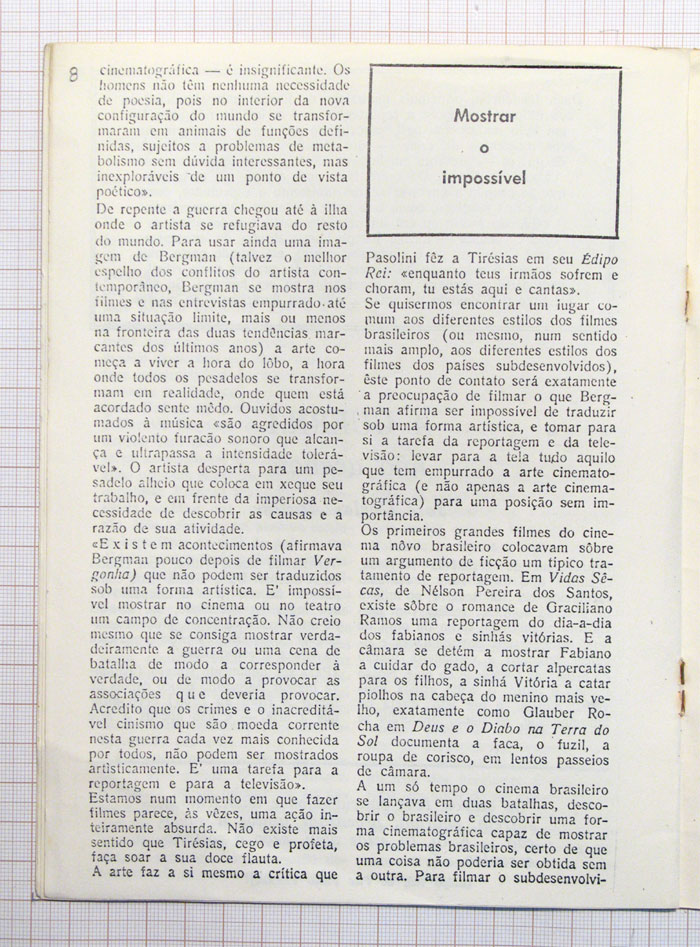 8
cinematográfica — é insignificante. Os
homens não têm nenhuma necessidade
de poesia, pois no interior da nova
configuração do mundo se transfor-
maram em animais de funções defi-
nidas, sujeitos a problemas de meta-
bolismo sem dúvida interessantes, mas
inexploráveis de um ponto de vista
poético».
De repente a guerra chegou até à ilha
onde o artista se refugiava do resto
do mundo. Para usar ainda uma ima-
gem de Bergman (talvez o melhor
espelho dos conflitos do artista con-
temporâneo, Bergman se mostra nos
filmes e nas entrevistas empurrado até
uma situação limite, mais ou menos
na fronteira das duas tendências mar-
cantes dos últimos anos) a arte co-
meça a viver a hora do lôbo, a hora
onde todos os pesadelos se transfor-
mam em realidade, onde quem está
acordado sente mêdo. Ouvidos acostu-
mados à música «são agredidos por
um violento furacão sonoro que alcan-
ça e ultrapassa a intensidade tolerá-
vel». O artista desperta para um pe-
sadelo alheio que coloca em xeque seu
trabalho, e em frente da imperiosa ne-
cessidade de descobrir as causas e a
razão de sua atividade.
«Existem acontecimentos (afirmava
Bergman pouco depois de filmar Ver-
gonha) que não podem ser traduzidos
sob uma forma artística. E' impossí-
vel mostrar no cinema ou no teatro
um campo de concentração. Não creio
mesmo que se consiga mostrar verda-
deiramente a guerra ou uma cena de
batalha de modo a corresponder à
verdade, ou de modo a provocar as
associações que deveria provocar.
Acredito que os crimes e o inacreditá-
vel cinismo que são moeda corrente
nesta guerra cada vez mais conhecida
por todos, não podem ser mostrados
artisticamente. E' uma tarefa para a
reportagem e para a televisão».
Estamos num momento em que fazer
filmes parece, às vêzes, uma ação in-
teiramente absurda. Não existe mais
sentido que Tirésias, cego e profeta,
faça soar a sua doce flauta.
A arte faz a si mesmo a crítica que
Mostrar
o
impossível
Pasolini fêz a Tirésias em seu Édipo
Rei: «enquanto teus irmãos sofrem e
choram, tu estás aqui e cantas».
Se quisermos encontrar um lugar co-
mum aos diferentes estilos dos filmes
brasileiros (ou mesmo, num sentido
mais amplo, aos diferentes estilos dos
filmes dos países subdesenvolvidos),
êste ponto de contato será exatamente
a preocupação de filmar o que Berg-
man afirma ser impossível de traduzir
sob uma forma artística, e tomar para
si a tarefa da reportagem e da tele-
visão: levar para a tela tudo aquilo
que tem empurrado a arte cinemato-
gráfica (e não apenas a arte cinema-
tográfica) para uma posição sem im-
portância.
Os primeiros grandes filmes do cine-
ma nôvo brasileiro colocavam sôbre
um argumento de ficção um típico tra-
tamento de reportagem. Em Vidas Sê-
cas, de Nélson Pereira dos Santos,
existe sôbre o romance de Graciliano
Ramos uma reportagem do dia-a-dia
dos fabianos e sinhás vitórias. E a
câmara se detém a mostrar Fabiano
a cuidar do gado, a cortar alpercatas
para os filhos, a sinhá Vitória a catar
piolhos na cabeça do menino mais ve-
lho, exatamente como Glauber Ro-
cha em Deus e o Diabo na Terra do
Sol documenta a faca, o fuzil, a
roupa de corisco, em lentos passeios
de câmara.
A um só tempo o cinema brasileiro
se lançava em duas batalhas, desco-
brir o brasileiro e descobrir uma for-
ma cinematográfica capaz de mostrar
os problemas brasileiros, certo de que
uma coisa não poderia ser obtida sem
a outra. Para filmar o subdesenvolvi-